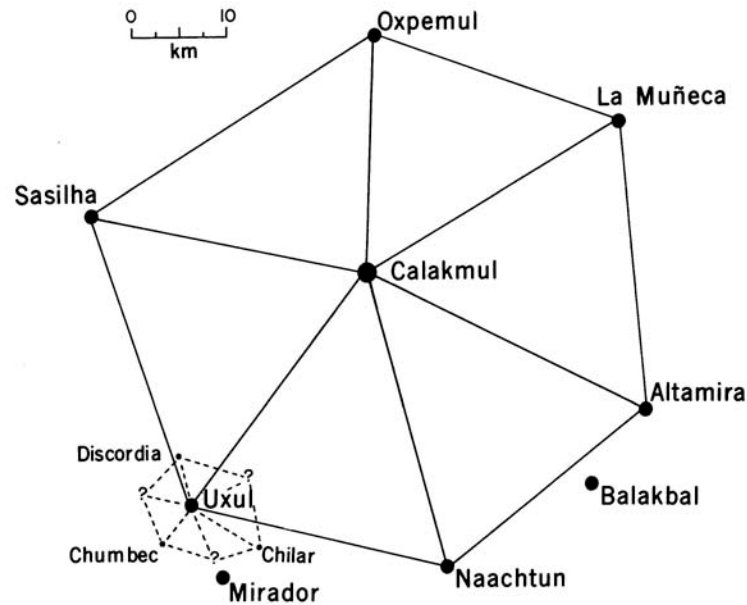 0 10
km
Oxpemul
La Muñeca
Sasilha
Calakmul
Altamira
Discordia
?
? Uxul
Balakbal
Chumbec ? Chilar
Naachtun
Mirador